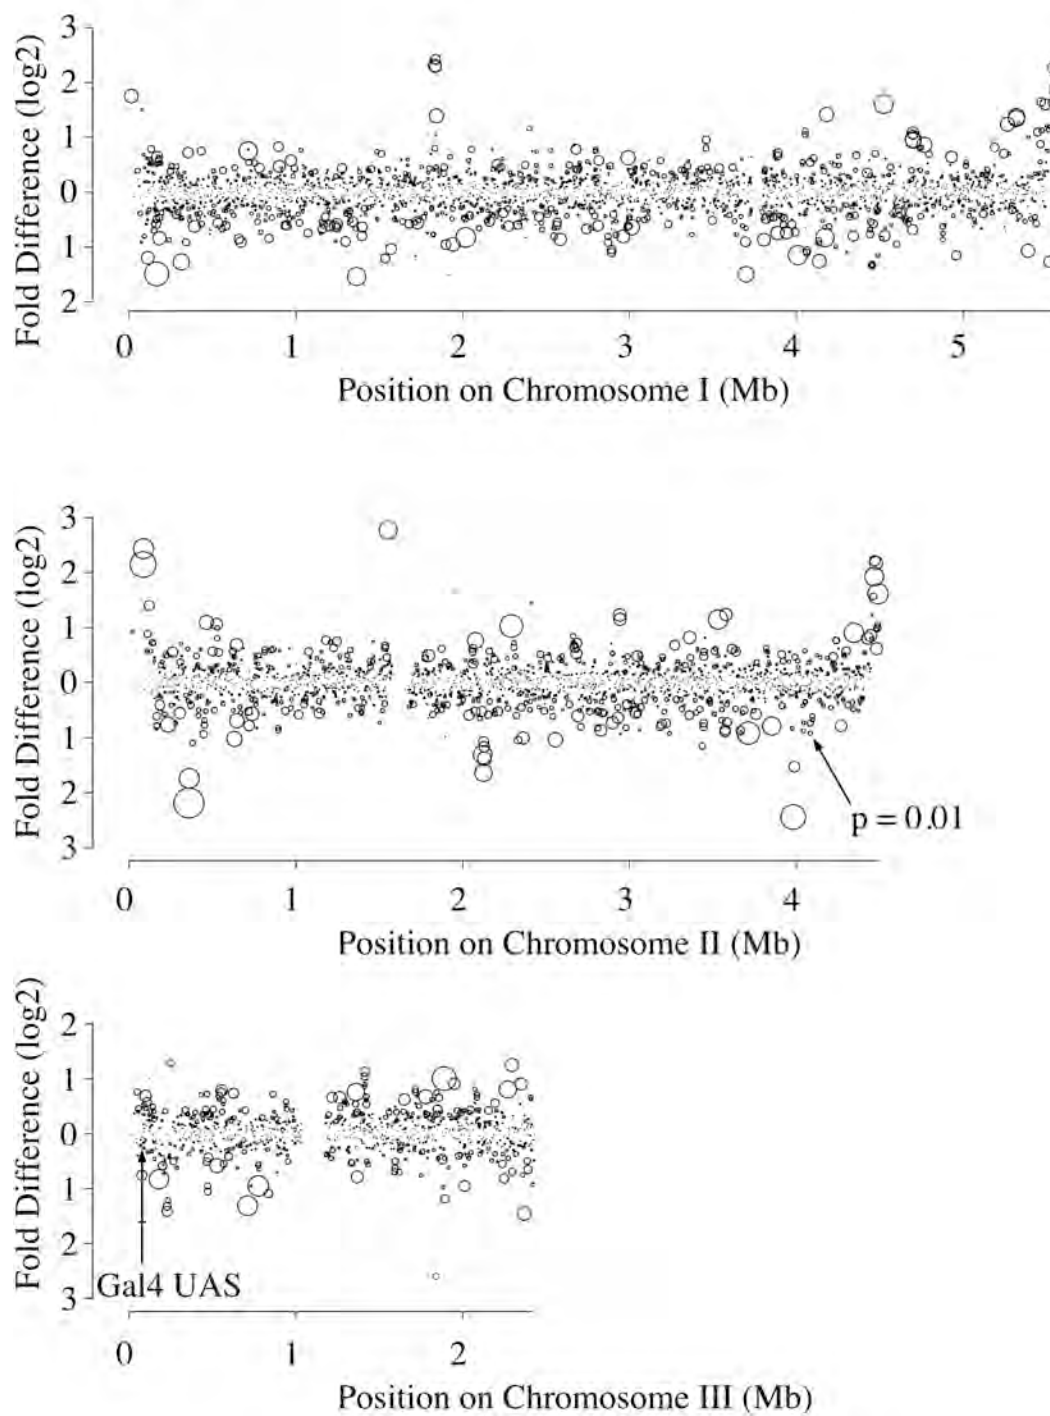 Fold Difference (log2)
3
2
1
0
1
2
0 1 2 3 4 5
Position on Chromosome I (Mb)
Fold Difference (log2)
3
2
1
0
1
2
3
p = 0.01
0 1 2 3 4
Position on Chromosome II (Mb)
Fold Difference (log2)
2
1
0
1
2
3
Gal4 UAS
0 1 2
Position on Chromosome III (Mb)